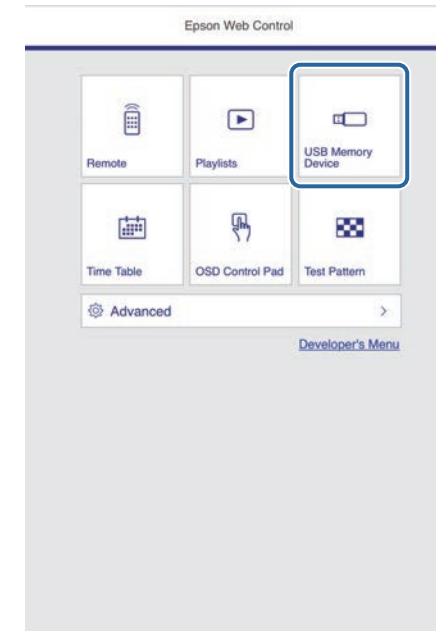 Epson Web Control
Remote
Playlists
USB Memory
Device
Time Table
OSD Control Pad
Test Pattern
Advanced
Developer's Menu